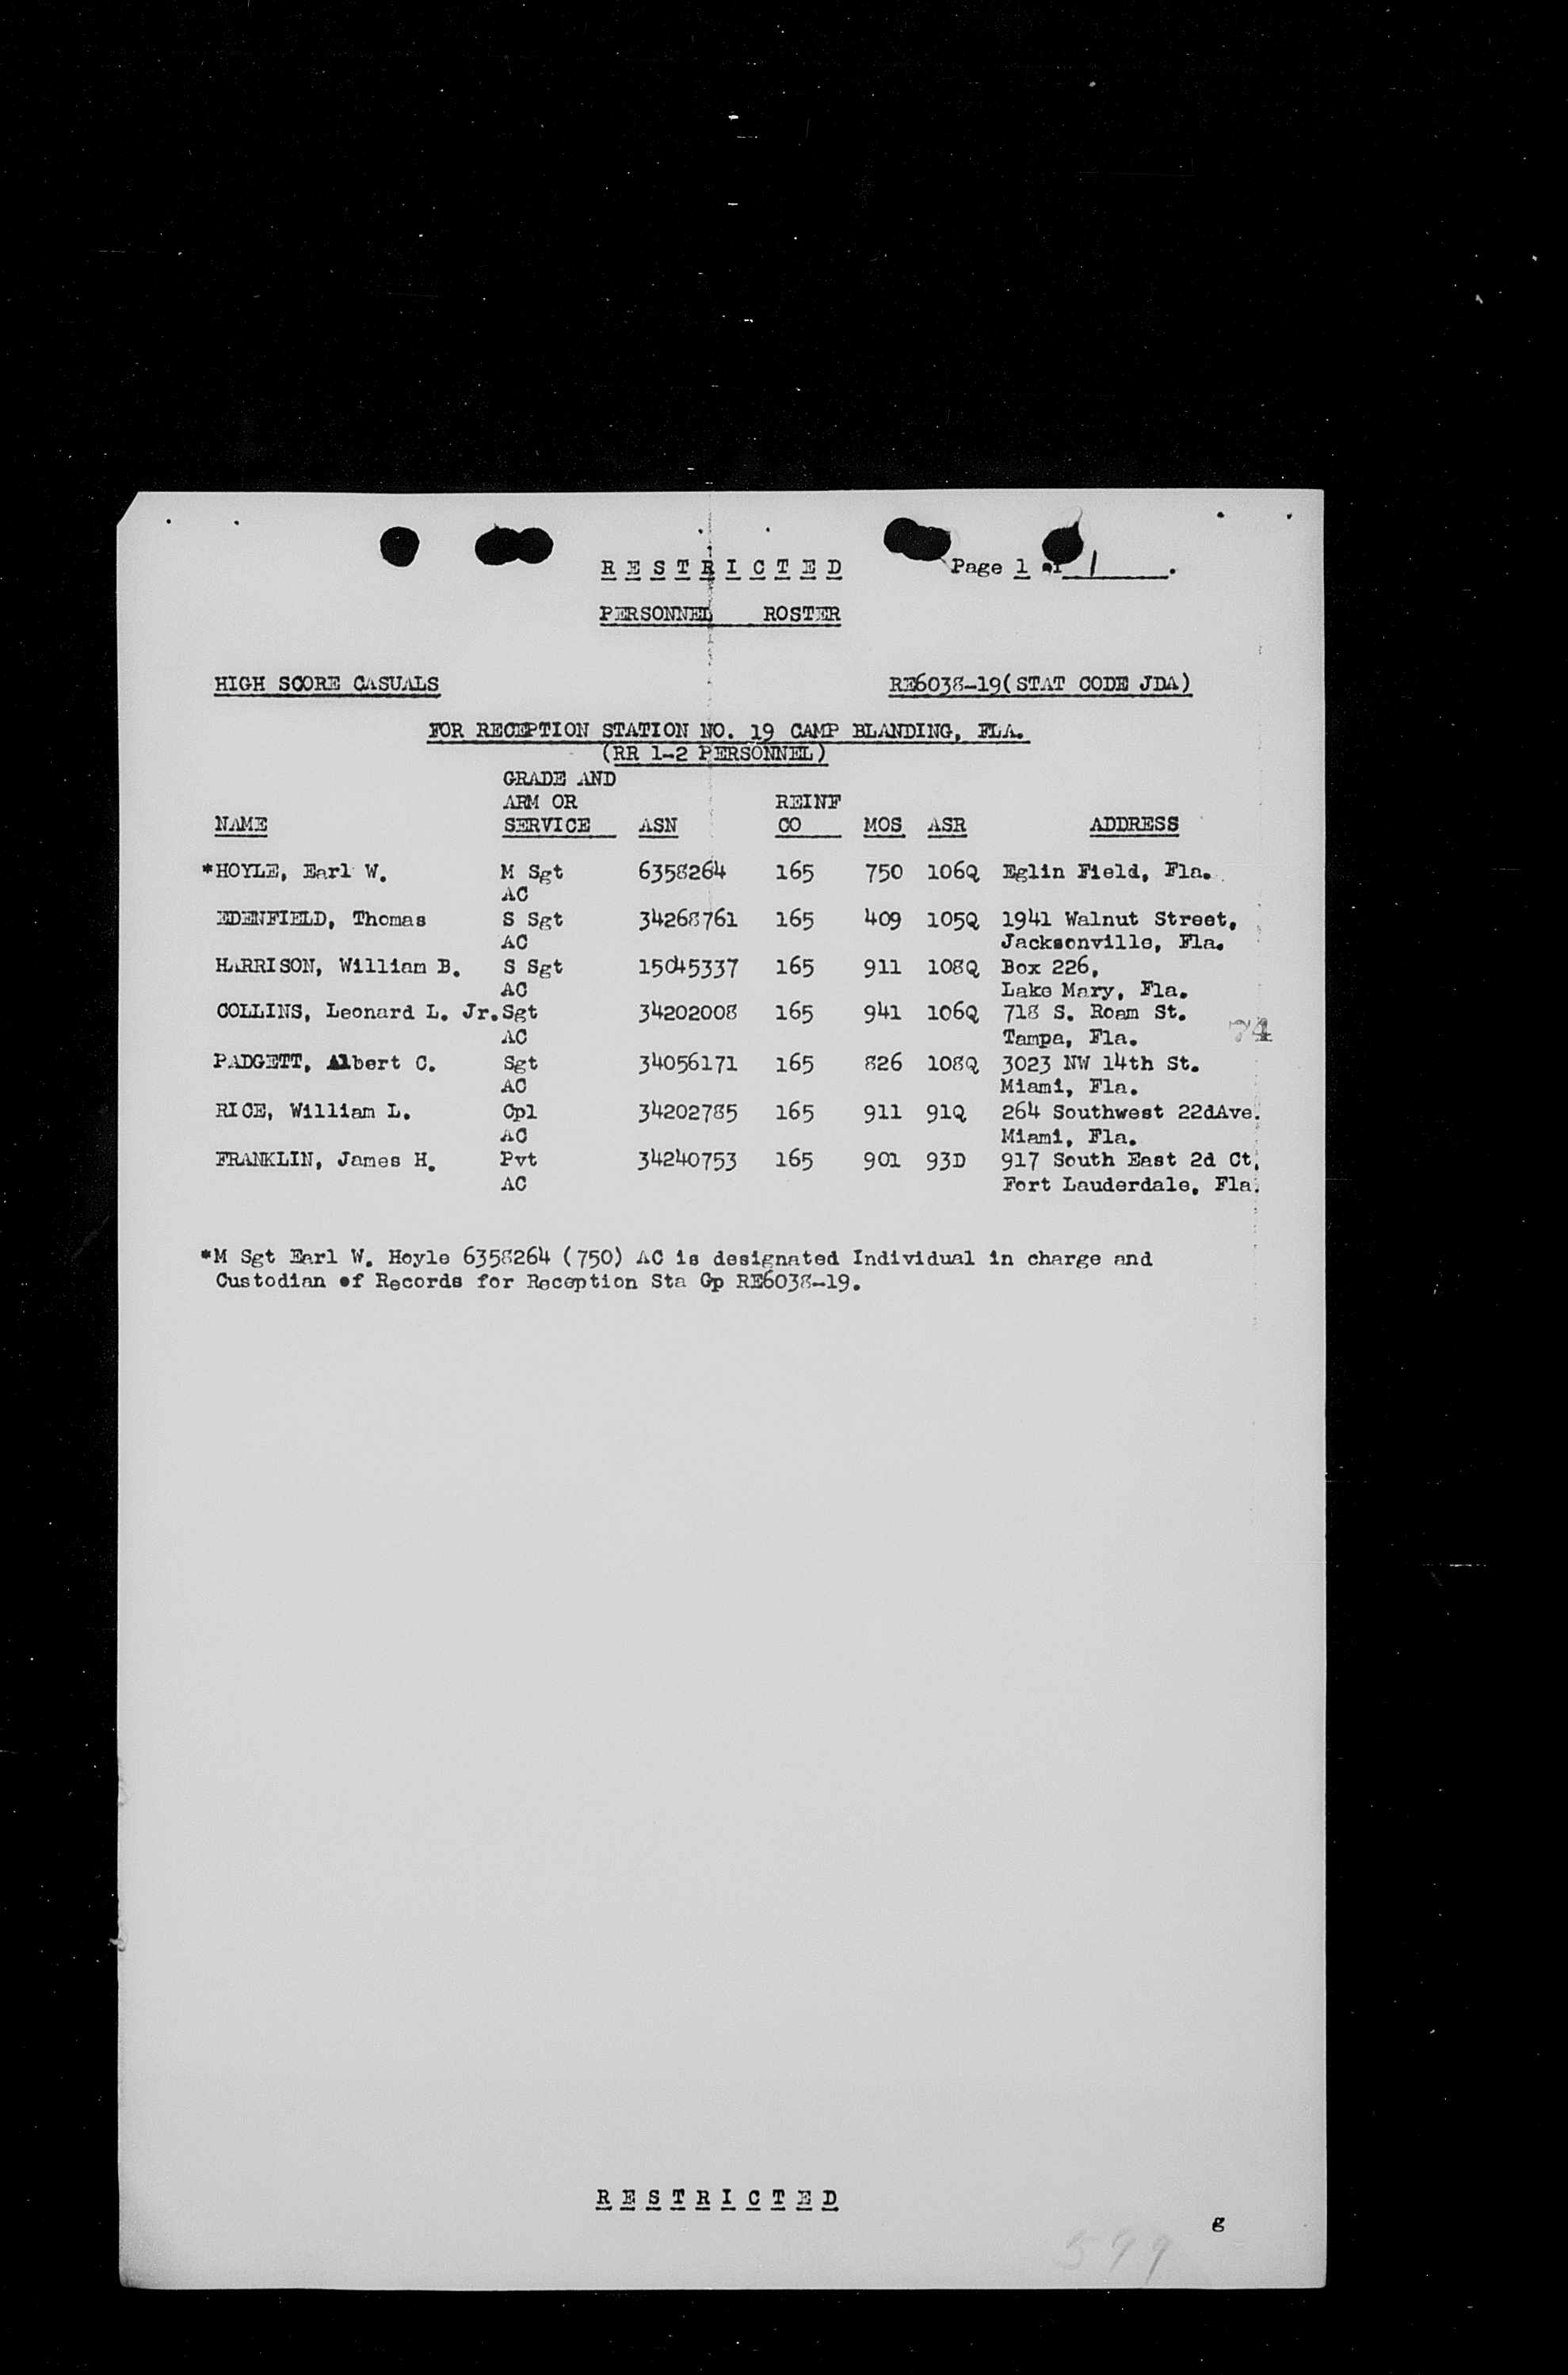 R E S T R I C T E D Page 1 of 1.
PERSONNEL ROSTER
HIGH SCORE CASUALS RE6038-19(STAT CODE JDA)
FOR RECEPTION STATION NO. 19 CAMP BLANDING, FLA.
(RR 1-2 PERSONNEL)
GRADE AND
ARM OR REINF
NAME SERVICE ASN CO MOS ASR ADDRESS
*HOYLE, Earl W. M Sgt 6358264 165 750 106Q Eglin Field, Fla.
AC
EDENFIELD, Thomas S Sgt 34268761 165 409 105Q 1941 Walnut Street,
AC Jacksonville, Fla.
HARRISON, William B. S Sgt 15045337 165 911 108Q Box 226,
AC Lake Mary, Fla.
COLLINS, Leonard L. Jr. Sgt 34202008 165 941 106Q 718 S. Roam St.
AC Tampa, Fla. 74
PADGETT, Albert C. Sgt 34056171 165 826 108Q 3023 NW 14th St.
AC Miami, Fla.
RICE, William L. Cpl 34202785 165 911 91Q 264 Southwest 22dAve.
AC Miami, Fla.
FRANKLIN, James H. Pvt 34240753 165 901 93D 917 South East 2d Ct,
AC Fort Lauderdale, Fla.
*M Sgt Earl W. Hoyle 6358264 (750) AC is designated Individual in charge and
Custodian of Records for Reception Sta Gp RE6038-19.
R E S T R I C T E D
g
599